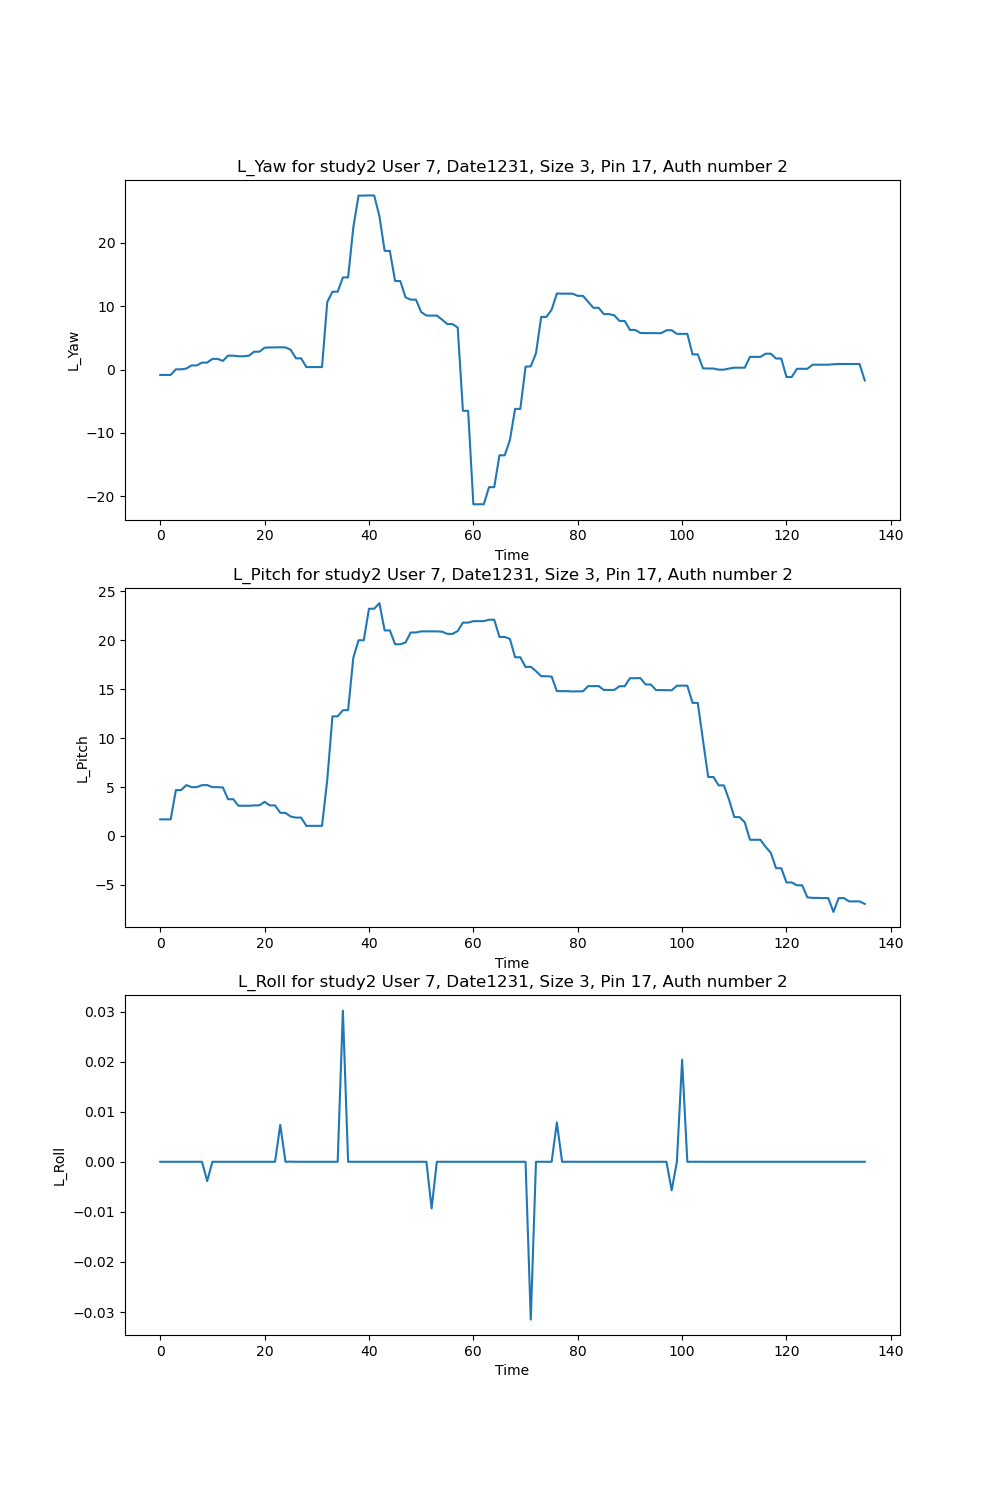 L_Yaw for study2 User 7, Date1231, Size 3, Pin 17, Auth number 2
20
10
0
−10
−20
L_Yaw
0 20 40 60 80 100 120 140
Time
L_Pitch for study2 User 7, Date1231, Size 3, Pin 17, Auth number 2
25
20
15
10
5
0
−5
L_Pitch
0 20 40 60 80 100 120 140
Time
L_Roll for study2 User 7, Date1231, Size 3, Pin 17, Auth number 2
0.03
0.02
0.01
0.00
−0.01
−0.02
−0.03
L_Roll
0 20 40 60 80 100 120 140
Time